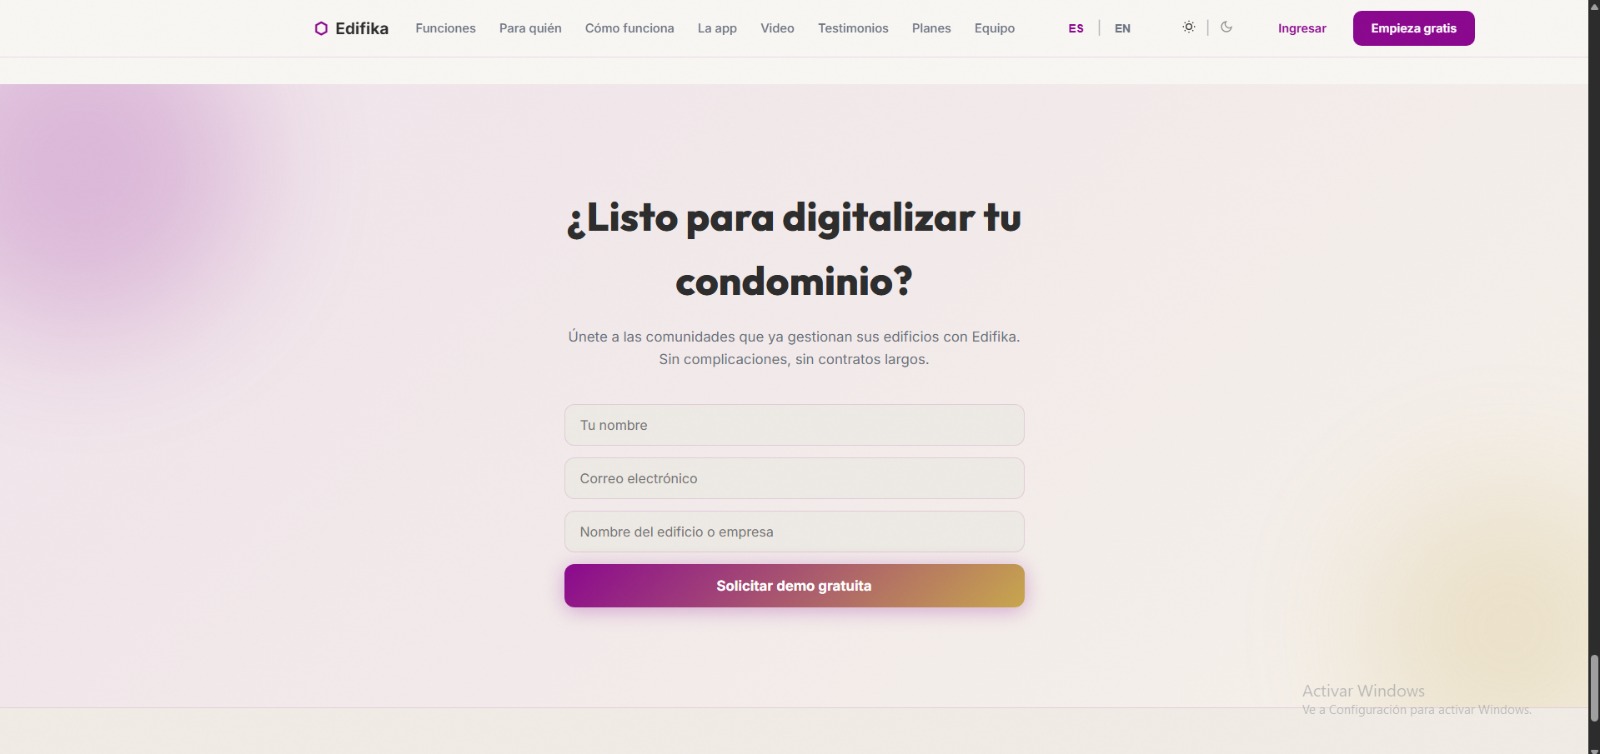 Edifika
Funciones
Para quién
Cómo funciona
La app
Video
Testimonios
Planes
Equipo
ES
EN
Ingresar
Empieza gratis
¿Listo para digitalizar tu
condominio?
Únete a las comunidades que ya gestionan sus edificios con Edifika.
Sin complicaciones, sin contratos largos.
Tu nombre
Correo electrónico
Nombre del edificio o empresa
Solicitar demo gratuita
Activar Windows
Ve a Configuración para activar Windows.